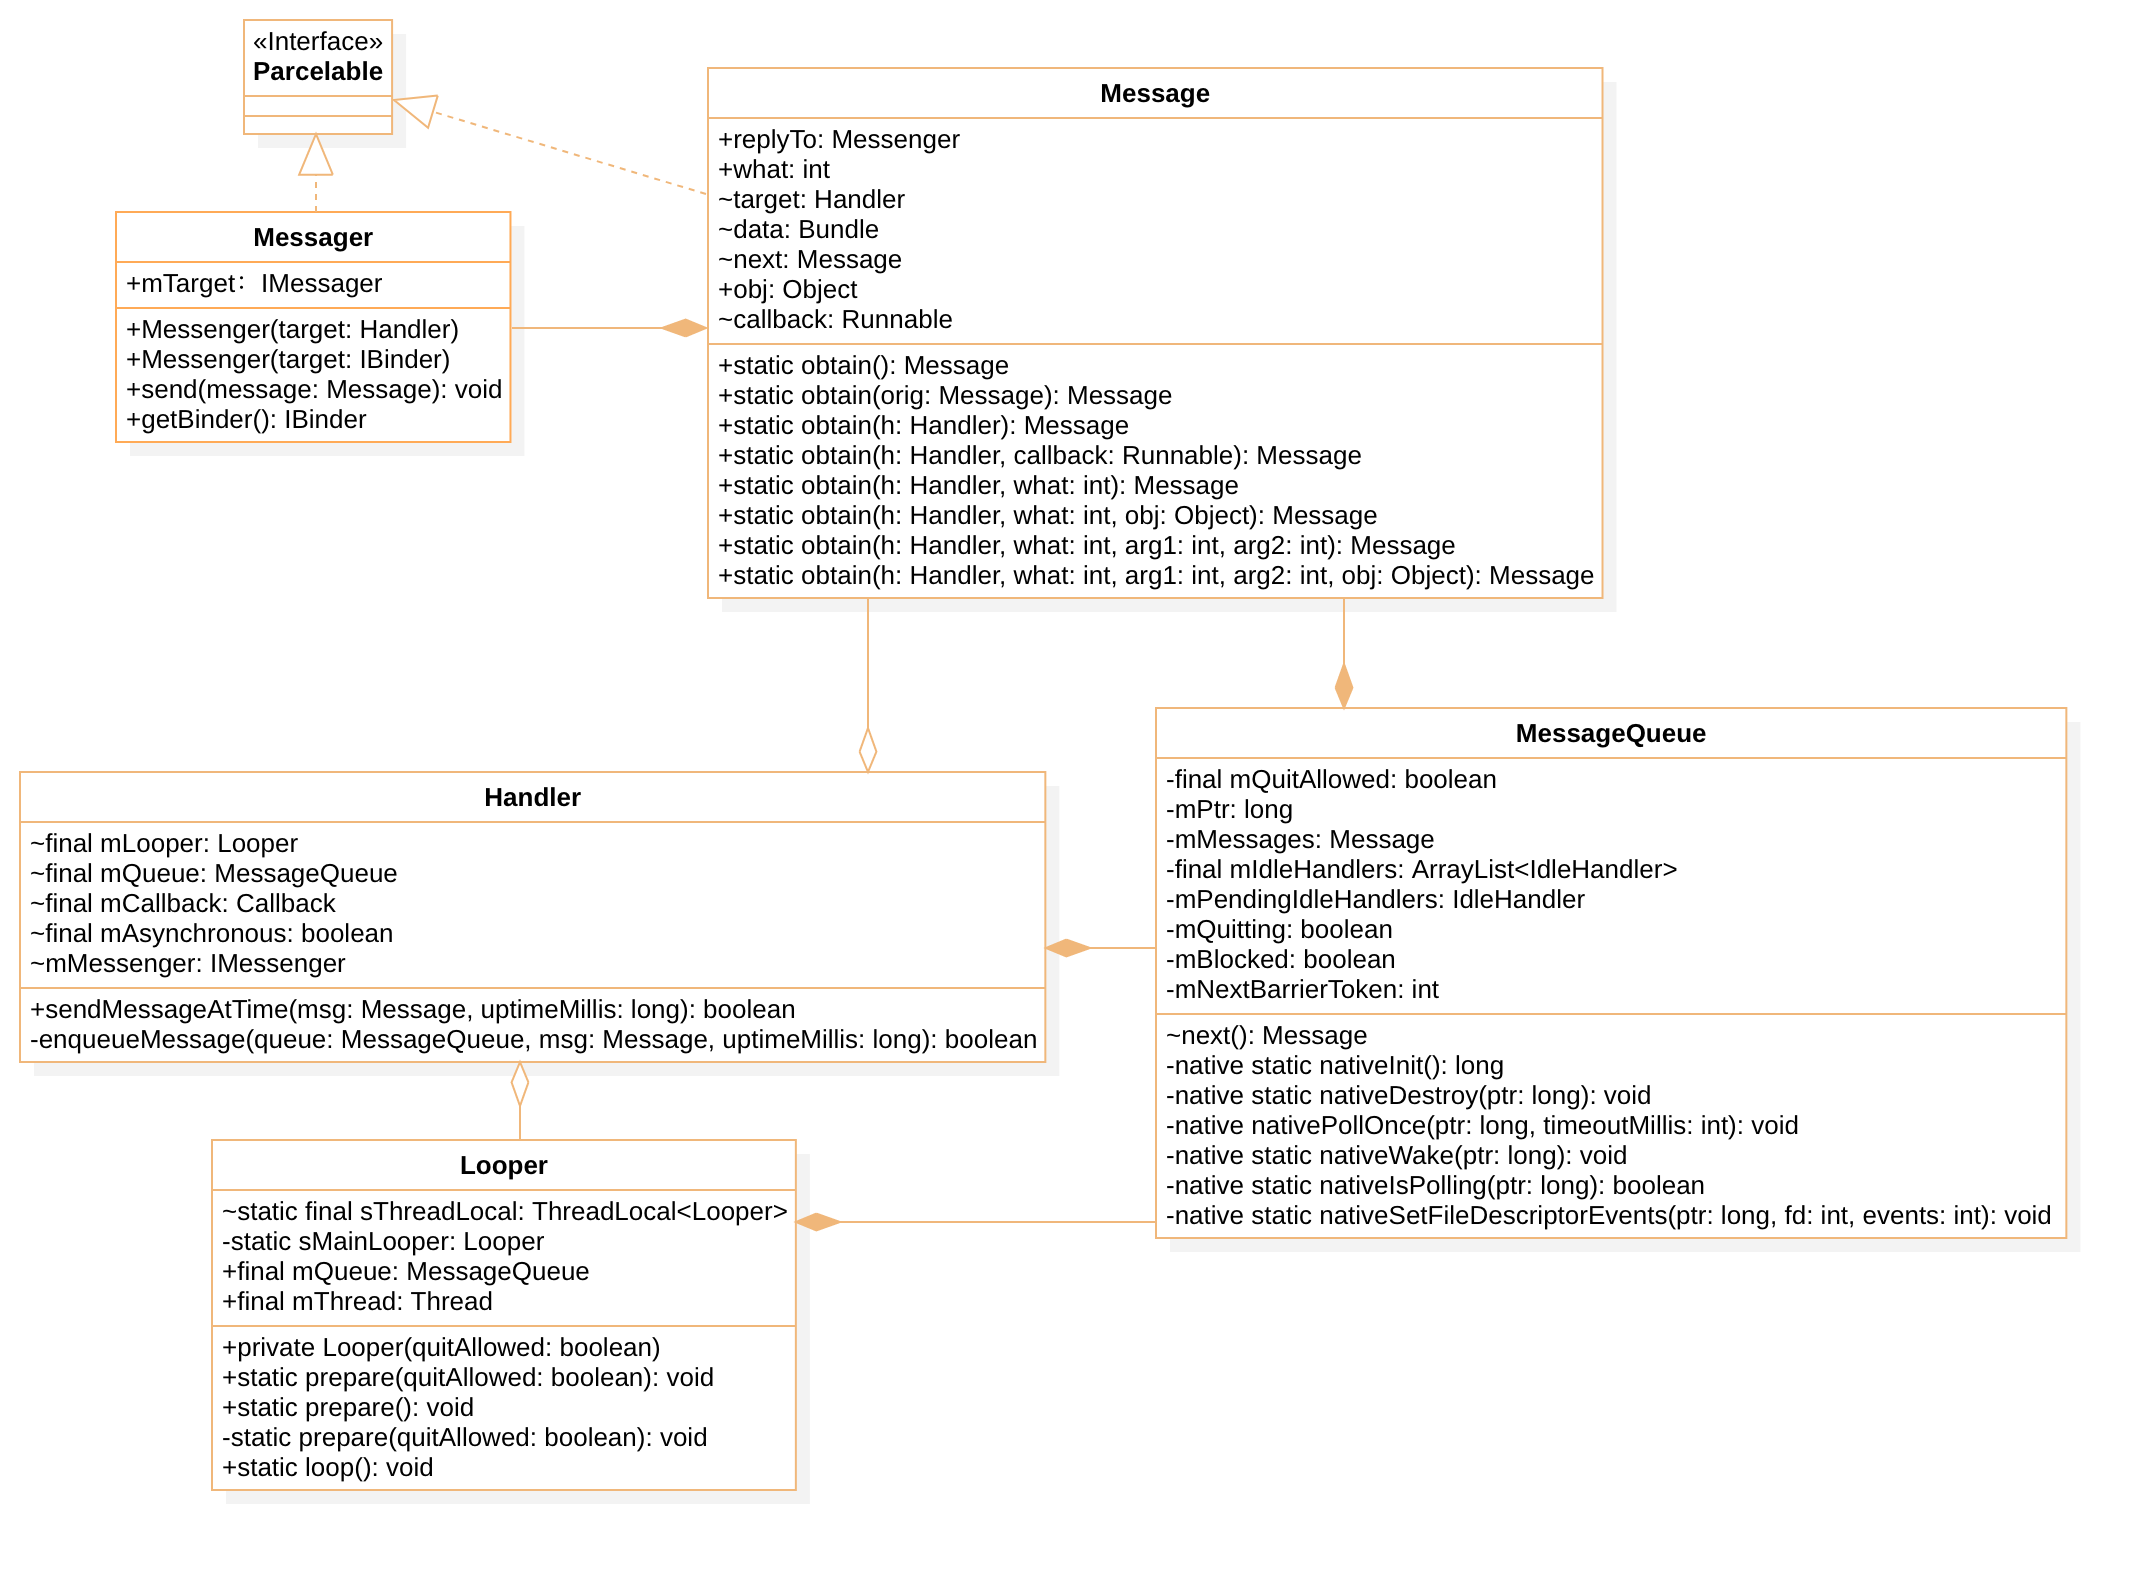 «Interface»
Parcelable
Message
+replyTo: Messenger
+what: int
~target: Handler
~data: Bundle
~next: Message
+obj: Object
~callback: Runnable
+static obtain(): Message
+static obtain(orig: Message): Message
+static obtain(h: Handler): Message
+static obtain(h: Handler, callback: Runnable): Message
+static obtain(h: Handler, what: int): Message
+static obtain(h: Handler, what: int, obj: Object): Message
+static obtain(h: Handler, what: int, arg1: int, arg2: int): Message
+static obtain(h: Handler, what: int, arg1: int, arg2: int, obj: Object): Message
Messager
+mTarget：IMessager
+Messenger(target: Handler)
+Messenger(target: IBinder)
+send(message: Message): void
+getBinder(): IBinder
MessageQueue
-final mQuitAllowed: boolean
-mPtr: long
-mMessages: Message
-final mIdleHandlers: ArrayList<IdleHandler>
-mPendingIdleHandlers: IdleHandler
-mQuitting: boolean
-mBlocked: boolean
-mNextBarrierToken: int
~next(): Message
-native static nativeInit(): long
-native static nativeDestroy(ptr: long): void
-native nativePollOnce(ptr: long, timeoutMillis: int): void
-native static nativeWake(ptr: long): void
-native static nativeIsPolling(ptr: long): boolean
-native static nativeSetFileDescriptorEvents(ptr: long, fd: int, events: int): void
Handler
~final mLooper: Looper
~final mQueue: MessageQueue
~final mCallback: Callback
~final mAsynchronous: boolean
~mMessenger: IMessenger
+sendMessageAtTime(msg: Message, uptimeMillis: long): boolean
-enqueueMessage(queue: MessageQueue, msg: Message, uptimeMillis: long): boolean
Looper
~static final sThreadLocal: ThreadLocal<Looper>
-static sMainLooper: Looper
+final mQueue: MessageQueue
+final mThread: Thread
+private Looper(quitAllowed: boolean)
+static prepare(quitAllowed: boolean): void
+static prepare(): void
-static prepare(quitAllowed: boolean): void
+static loop(): void